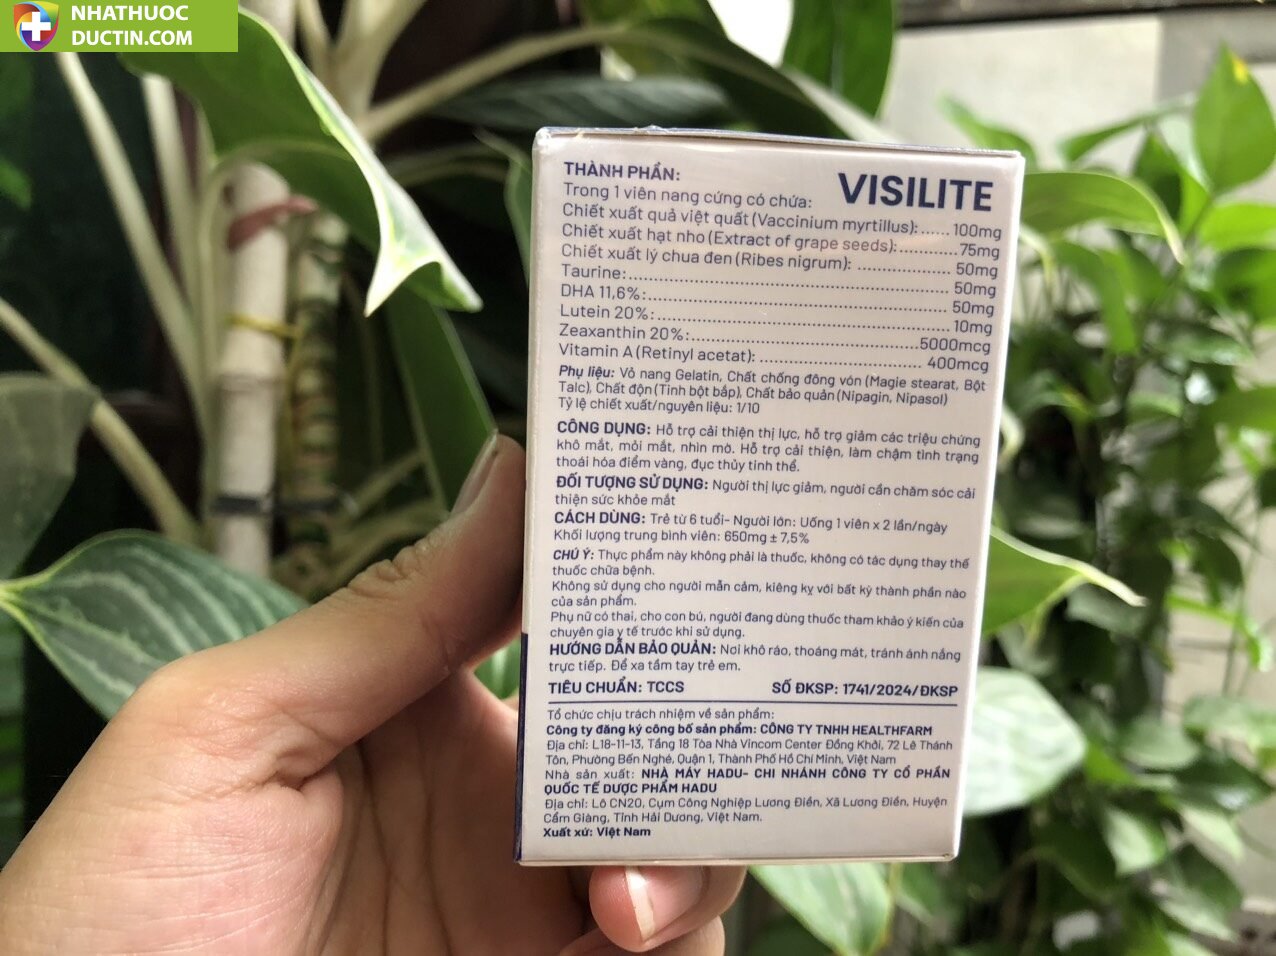 NHATHUOC
DUCTIN.COM
THÀNH PHẦN:
VISILITE
Trong 1 viên nang cứng có chứa:
Chiết xuất quả việt quất (Vaccinium myrtillus): ...... 100mg
Chiết xuất hạt nho (Extract of grape seeds): ............ 75mg
Chiết xuất lý chua đen (Ribes nigrum): .................... 50mg
Taurine: .................................................................... 50mg
DHA 11,6%: .............................................................. 50mg
Lutein 20%: .............................................................. 10mg
Zeaxanthin 20%: ................................................ 5000mcg
Vitamin A (Retinyl acetat): .................................. 400mcg
Phụ liệu: Vỏ nang Gelatin, Chất chống đông vón (Magie stearat, Bột
Talc), Chất độn (Tinh bột bắp), Chất bảo quản (Nipagin, Nipasol)
Tỷ lệ chiết xuất/nguyên liệu: 1/10
CÔNG DỤNG: Hỗ trợ cải thiện thị lực, hỗ trợ giảm các triệu chứng
khô mắt, mỏi mắt, nhìn mờ. Hỗ trợ cải thiện, làm chậm tình trạng
thoái hóa điểm vàng, đục thủy tinh thể.
ĐỐI TƯỢNG SỬ DỤNG: Người thị lực giảm, người cần chăm sóc cải
thiện sức khỏe mắt
CÁCH DÙNG: Trẻ từ 6 tuổi- Người lớn: Uống 1 viên x 2 lần/ngày
Khối lượng trung bình viên: 650mg ± 7,5%
CHÚ Ý: Thực phẩm này không phải là thuốc, không có tác dụng thay thế
thuốc chữa bệnh.
Không sử dụng cho người mẫn cảm, kiêng kỵ với bất kỳ thành phần nào
của sản phẩm.
Phụ nữ có thai, cho con bú, người đang dùng thuốc tham khảo ý kiến của
chuyên gia y tế trước khi sử dụng.
HƯỚNG DẪN BẢO QUẢN: Nơi khô ráo, thoáng mát, tránh ánh nắng
trực tiếp. Để xa tầm tay trẻ em.
TIÊU CHUẨN: TCCS SỐ ĐKSP: 1741/2024/ĐKSP
Tổ chức chịu trách nhiệm về sản phẩm:
Công ty đăng ký công bố sản phẩm: CÔNG TY TNHH HEALTHFARM
Địa chỉ: L18-11-13, Tầng 18 Tòa Nhà Vincom Center Đồng Khởi, 72 Lê Thánh
Tôn, Phường Bến Nghé, Quận 1, Thành Phố Hồ Chí Minh, Việt Nam
Nhà sản xuất: NHÀ MÁY HADU- CHI NHÁNH CÔNG TY CỔ PHẦN
QUỐC TẾ DƯỢC PHẨM HADU
Địa chỉ: Lô CN20, Cụm Công Nghiệp Lương Điền, Xã Lương Điền, Huyện
Cẩm Giàng, Tỉnh Hải Dương, Việt Nam.
Xuất xứ: Việt Nam